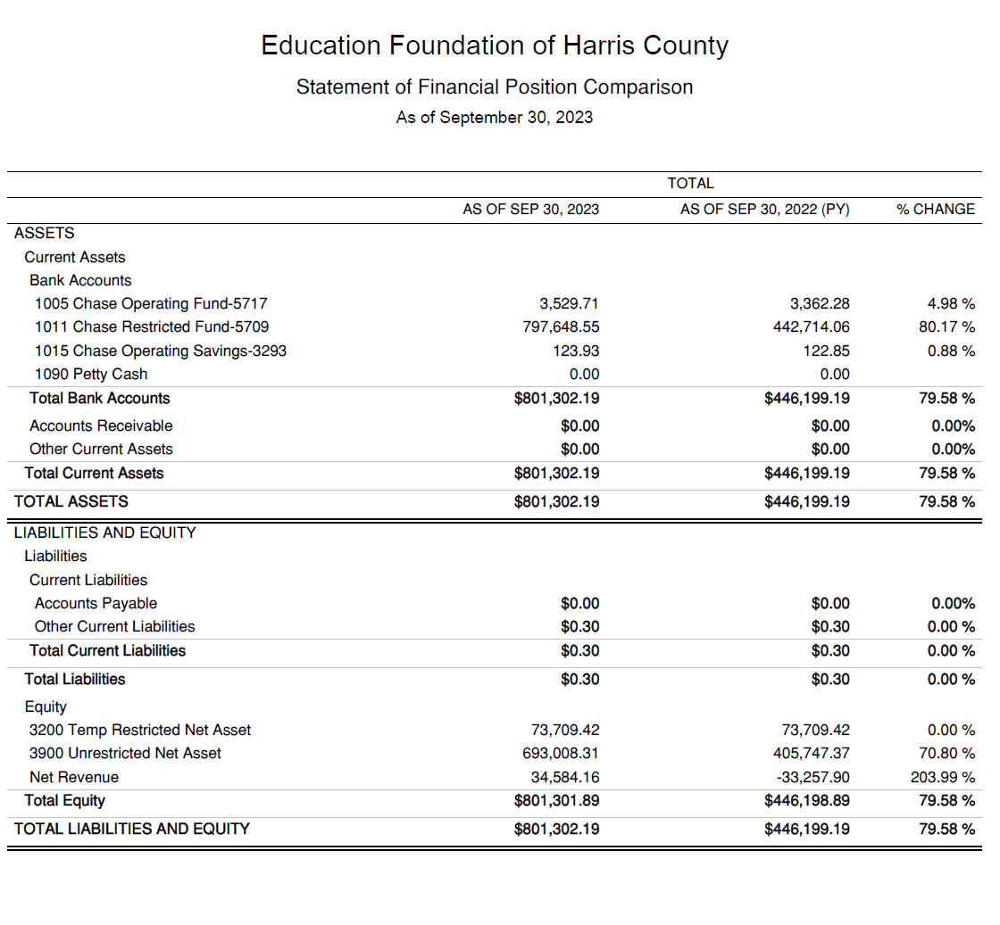 Education Foundation of Harris County
Statement of Financial Position Comparison
As of September 30, 2023
TOTAL
AS OF SEP 30, 2023 AS OF SEP 30, 2022 (PY) % CHANGE
ASSETS
Current Assets
Bank Accounts
1005 Chase Operating Fund-5717 3,529.71 3,362.28 4.98 %
1011 Chase Restricted Fund-5709 797,648.55 442,714.06 80.17 %
1015 Chase Operating Savings-3293 123.93 122.85 0.88 %
1090 Petty Cash 0.00 0.00
Total Bank Accounts $801,302.19 $446,199.19 79.58 %
Accounts Receivable $0.00 $0.00 0.00%
Other Current Assets $0.00 $0.00 0.00%
Total Current Assets $801,302.19 $446,199.19 79.58 %
TOTAL ASSETS $801,302.19 $446,199.19 79.58 %
LIABILITIES AND EQUITY
Liabilities
Current Liabilities
Accounts Payable $0.00 $0.00 0.00%
Other Current Liabilities $0.30 $0.30 0.00 %
Total Current Liabilities $0.30 $0.30 0.00 %
Total Liabilities $0.30 $0.30 0.00 %
Equity
3200 Temp Restricted Net Asset 73,709.42 73,709.42 0.00 %
3900 Unrestricted Net Asset 693,008.31 405,747.37 70.80 %
Net Revenue 34,584.16 -33,257.90 203.99 %
Total Equity $801,301.89 $446,198.89 79.58 %
TOTAL LIABILITIES AND EQUITY $801,302.19 $446,199.19 79.58 %